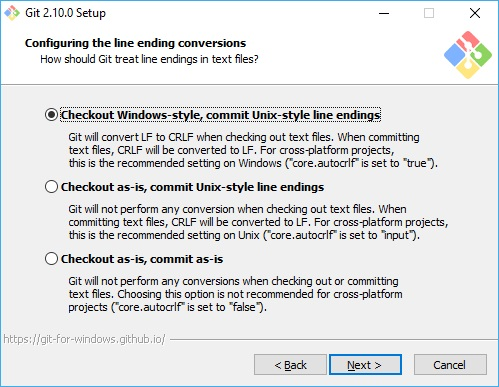 Git 2.10.0 Setup
Configuring the line ending conversions
How should Git treat line endings in text files?
Checkout Windows-style, commit Unix-style line endings
Git will convert LF to CRLF when checking out text files. When committing
text files, CRLF will be converted to LF. For cross-platform projects,
this is the recommended setting on Windows ("core.autocrlf" is set to "true").
Checkout as-is, commit Unix-style line endings
Git will not perform any conversion when checking out text files. When
committing text files, CRLF will be converted to LF. For cross-platform projects,
this is the recommended setting on Unix ("core.autocrlf" is set to "input").
Checkout as-is, commit as-is
Git will not perform any conversions when checking out or committing
text files. Choosing this option is not recommended for cross-platform
projects ("core.autocrlf" is set to "false").
https://git-for-windows.github.io/
< Back
Next >
Cancel